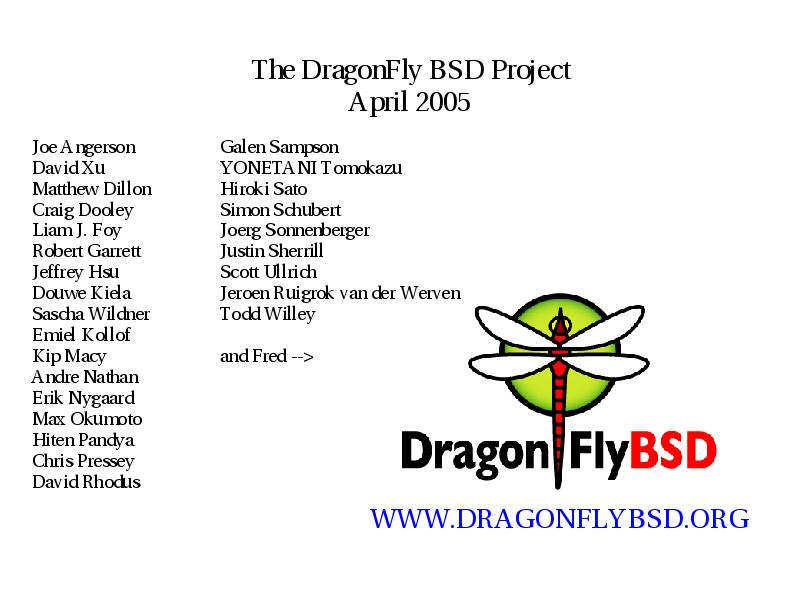 The DragonFly BSD Project
April 2005
Joe Angerson
David Xu
Matthew Dillon
Craig Dooley
Liam J. Foy
Robert Garrett
Jeffrey Hsu
Douwe Kiela
Sascha Wildner
Emiel Kollof
Kip Macy
Andre Nathan
Erik Nygaard
Max Okumoto
Hiten Pandya
Chris Pressey
David Rhodus
Galen Sampson
YONETANI Tomokazu
Hiroki Sato
Simon Schubert
Joerg Sonnenberger
Justin Sherrill
Scott Ullrich
Jeroen Ruigrok van der Werven
Todd Willey
and Fred -->
DragonFlyBSD
WWW.DRAGONFLYBSD.ORG